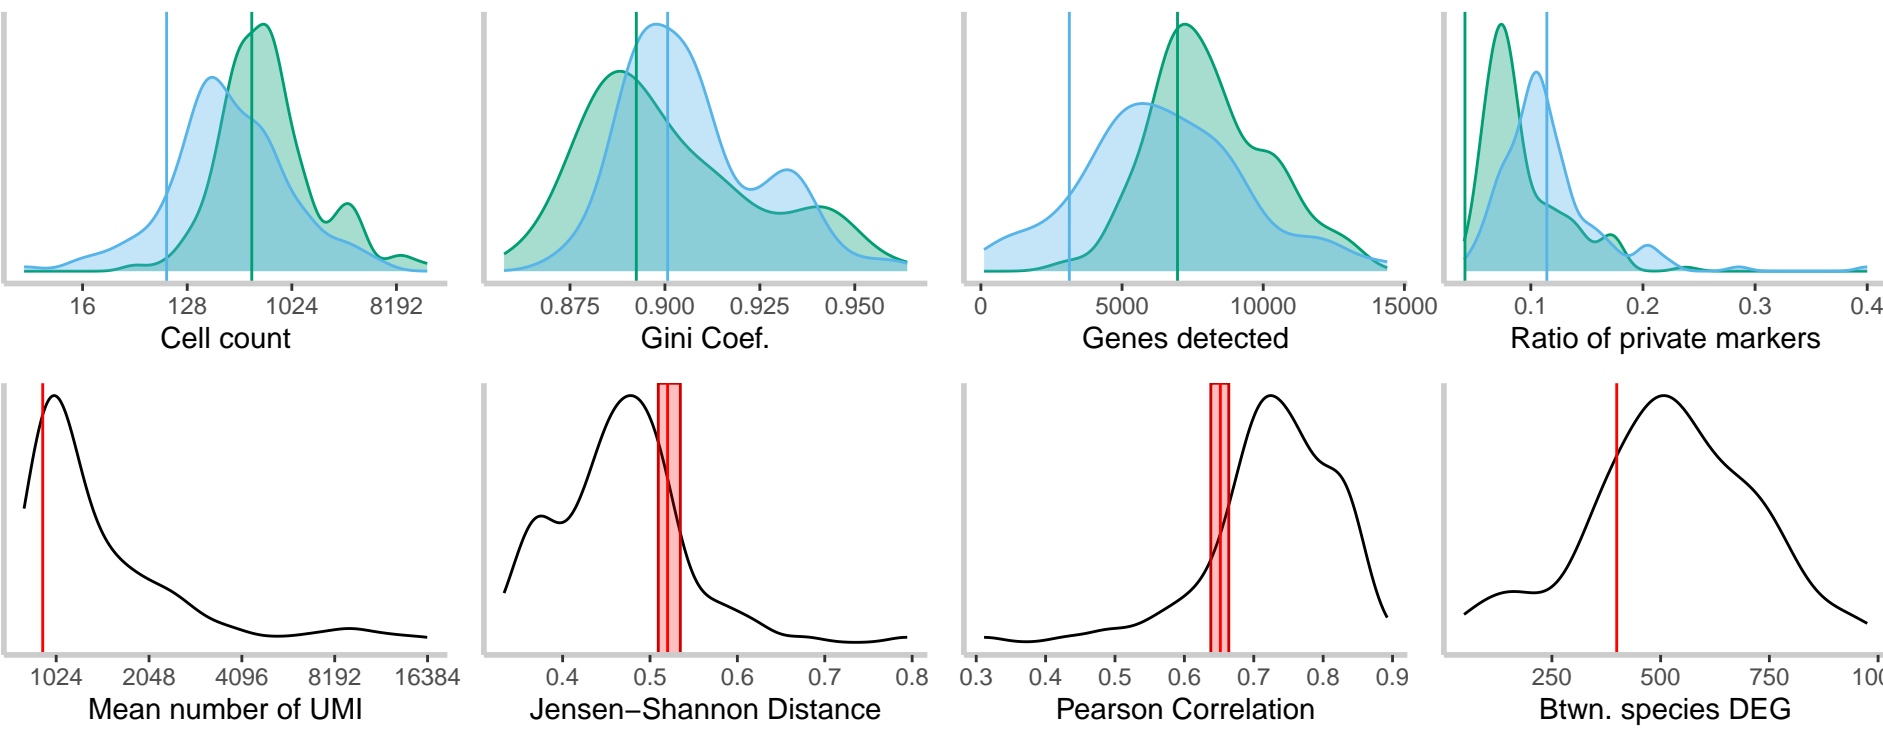 16 128 1024 8192
Cell count
0.875 0.900 0.925 0.950
Gini Coef.
0 5000 10000 15000
Genes detected
0.1 0.2 0.3 0.4
Ratio of private markers
1024 2048 4096 8192 16384
Mean number of UMI
0.4 0.5 0.6 0.7 0.8
Jensen−Shannon Distance
0.3 0.4 0.5 0.6 0.7 0.8 0.9
Pearson Correlation
250 500 750 100
Btwn. species DEG